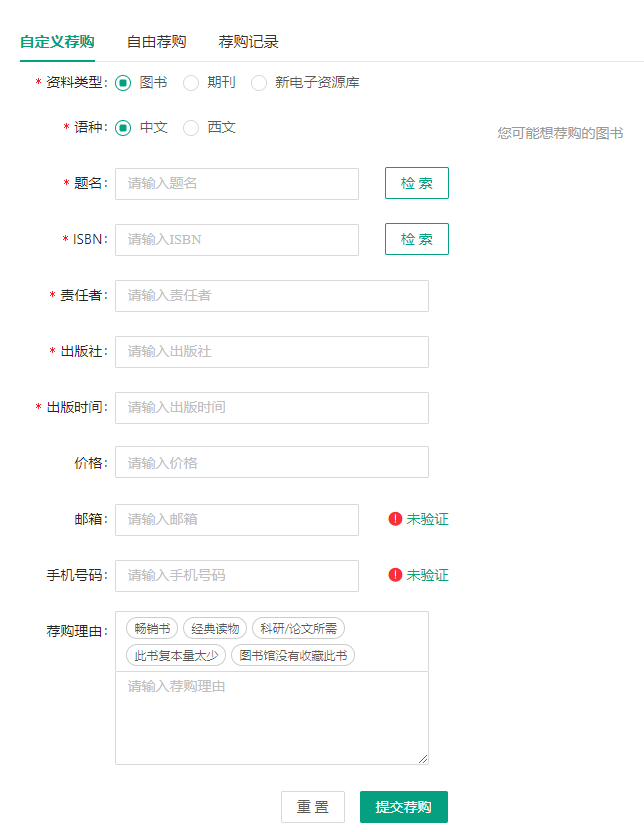 自定义荐购 自由荐购 荐购记录
* 资料类型: 图书 期刊 新电子资源库
* 语种: 中文 西文
您可能想荐购的图书
* 题名: 请输入题名 检 索
* ISBN: 请输入ISBN 检 索
* 责任者: 请输入责任者
* 出版社: 请输入出版社
* 出版时间: 请输入出版时间
价格: 请输入价格
邮箱: 请输入邮箱 ! 未验证
手机号码: 请输入手机号码 ! 未验证
荐购理由: 畅销书 经典读物 科研/论文所需
此书复本量太少 图书馆没有收藏此书
请输入荐购理由
重 置 提交荐购